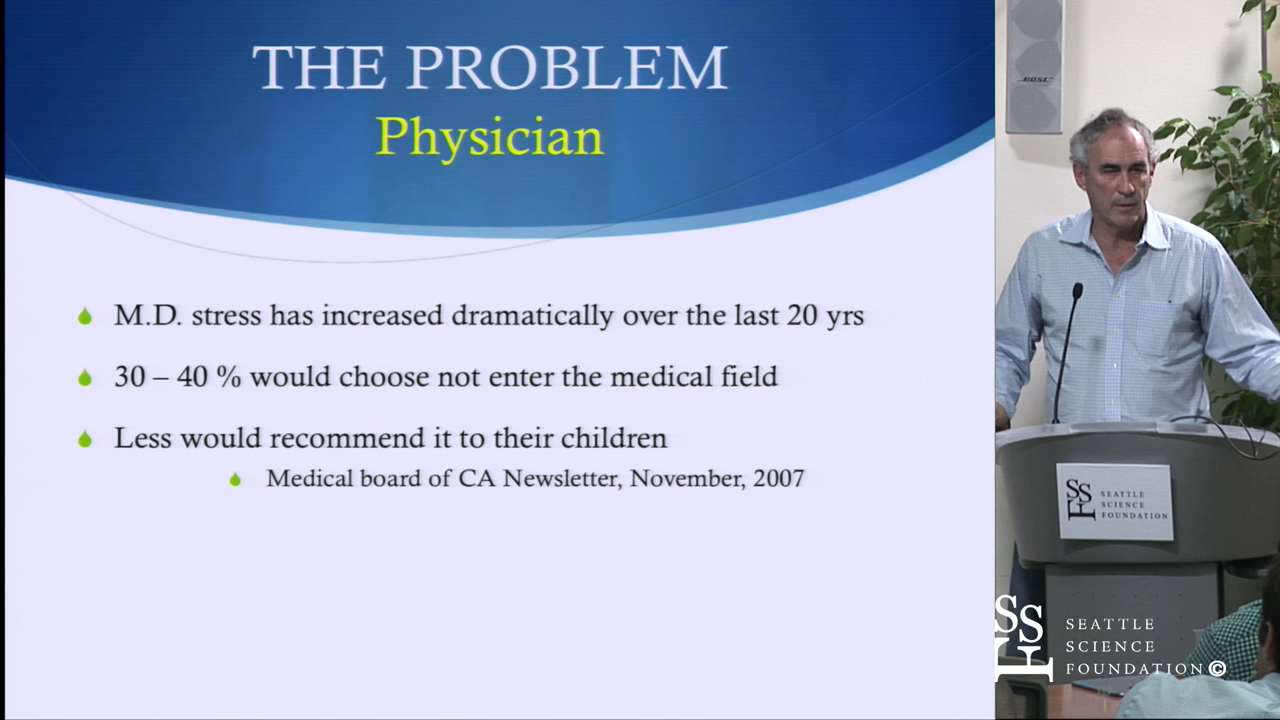 THE PROBLEM
Physician
M.D. stress has increased dramatically over the last 20 yrs
30 – 40 % would choose not enter the medical field
Less would recommend it to their children
Medical board of CA Newsletter, November, 2007
BOSE
SSF
SEATTLE
SCIENCE
FOUNDATION
SSF
SEATTLE
SCIENCE
FOUNDATION©